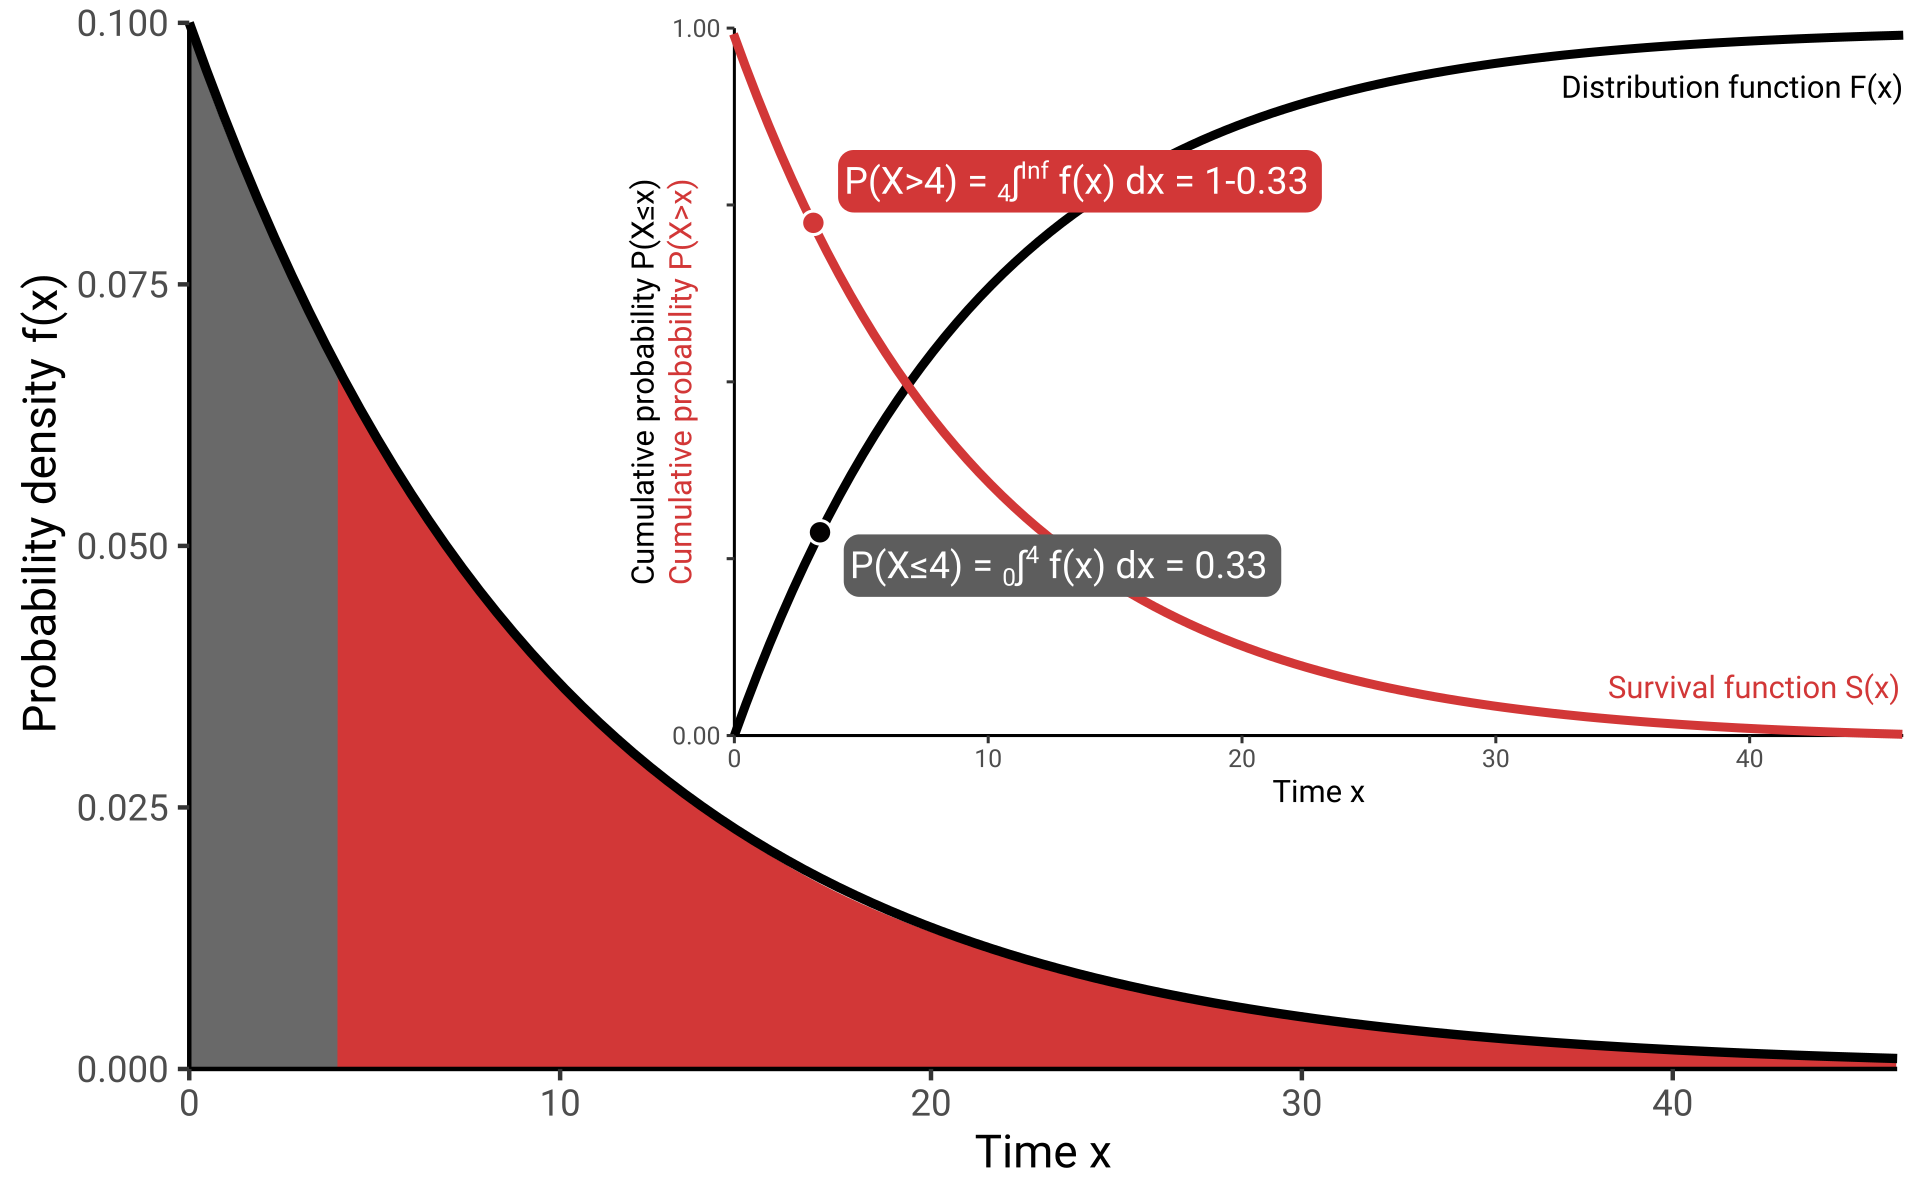 0.100
0.075
0.050
0.025
0.000
Probability density f(x)
0 10 20 30 40
Time x
1.00
0.00
Cumulative probability P(X≤x)
Cumulative probability P(X>x)
Distribution function F(x)
P(X>4) = ₄∫ᴵⁿᶠ f(x) dx = 1-0.33
P(X≤4) = ₀∫⁴ f(x) dx = 0.33
Survival function S(x)
0 10 20 30 40
Time x